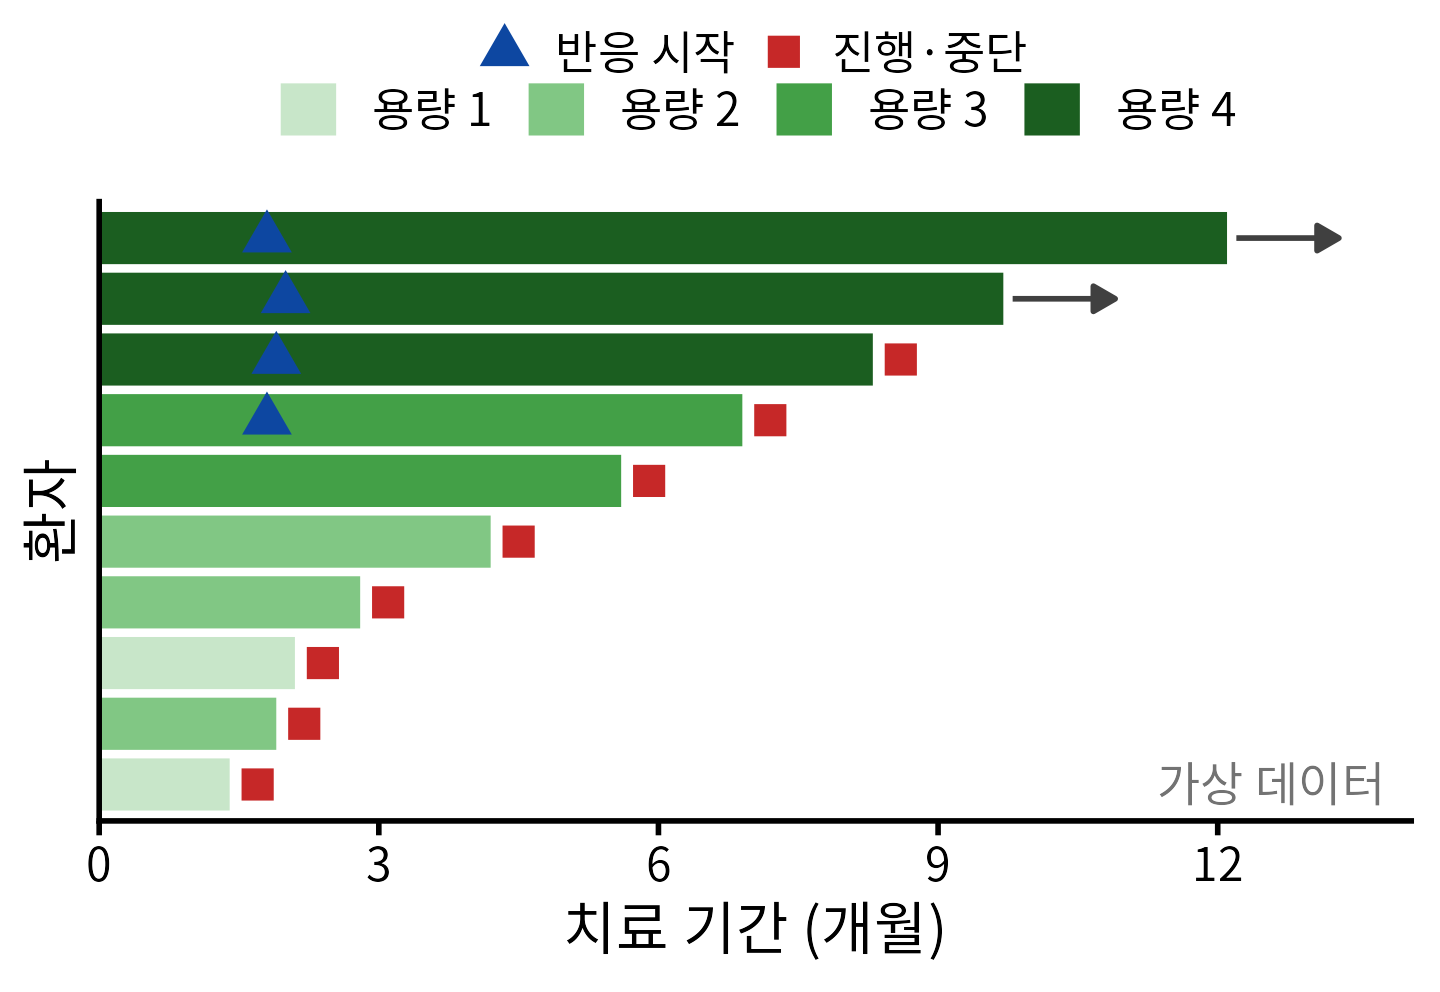 반응 시작 진행·중단
용량 1 용량 2 용량 3 용량 4
환자
가상 데이터
0 3 6 9 12
치료 기간 (개월)